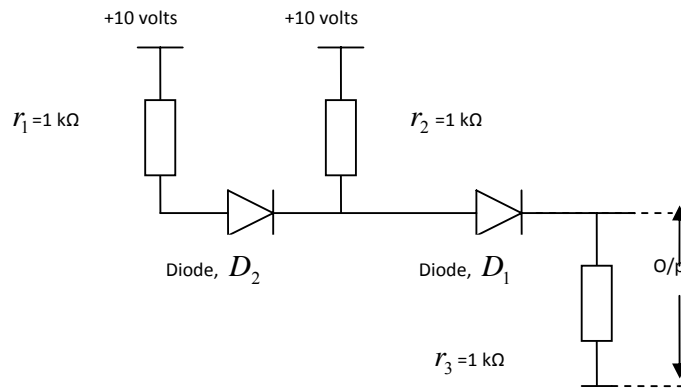 +10 volts
+10 volts
r₁ =1 kΩ
r₂ =1 kΩ
Diode, D₂
Diode, D₁
O/p
r₃ =1 kΩ